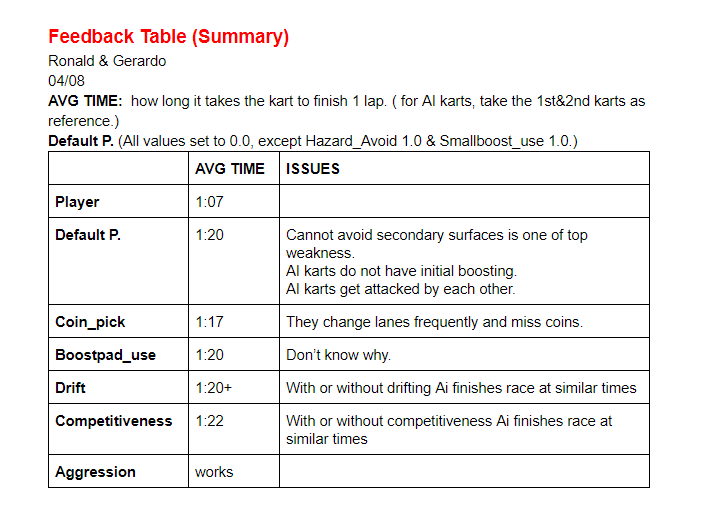 Feedback Table (Summary)
Ronald & Gerardo
04/08
AVG TIME:  how long it takes the kart to finish 1 lap. ( for AI karts, take the 1st&2nd karts as
reference.)
Default P. (All values set to 0.0, except Hazard_Avoid 1.0 & Smallboost_use 1.0.)
AVG TIME ISSUES
Player 1:07
Default P. 1:20 Cannot avoid secondary surfaces is one of top
weakness.
AI karts do not have initial boosting.
AI karts get attacked by each other.
Coin_pick 1:17 They change lanes frequently and miss coins.
Boostpad_use 1:20 Don’t know why.
Drift 1:20+ With or without drifting Ai finishes race at similar times
Competitiveness 1:22 With or without competitiveness Ai finishes race at
similar times
Aggression works